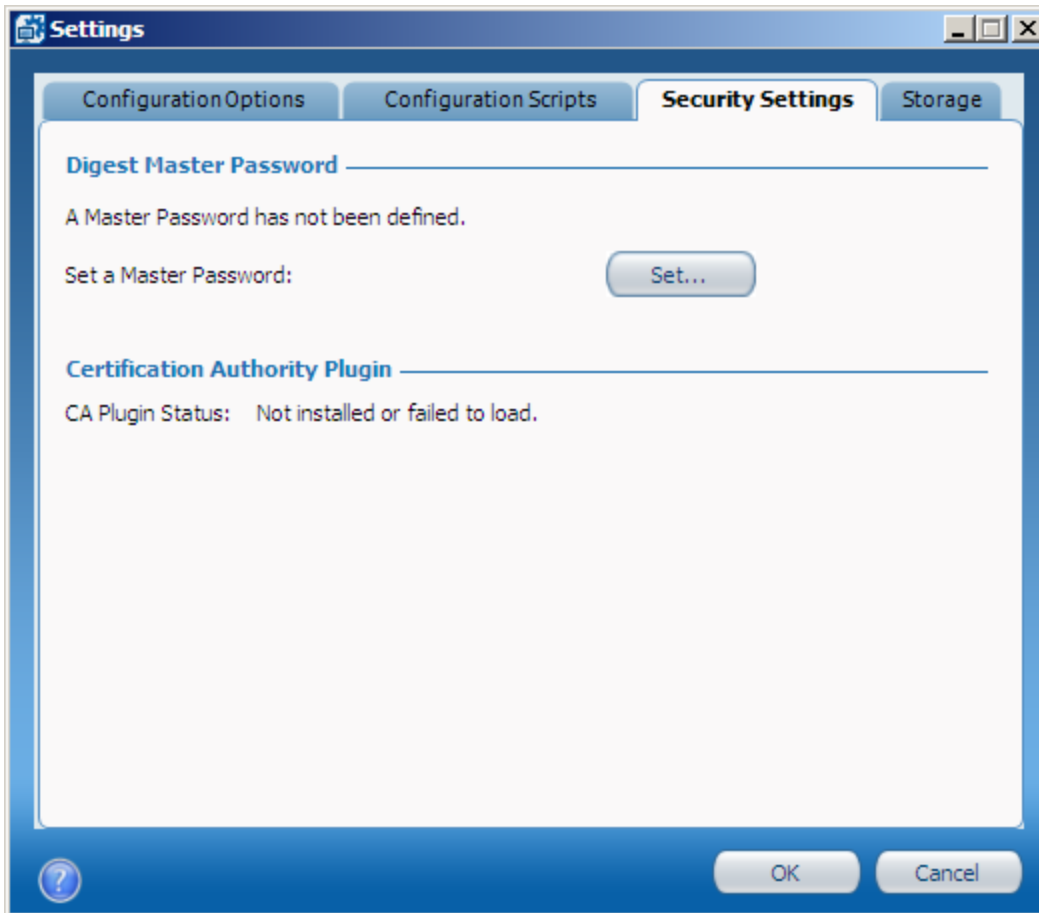 Settings
Configuration Options
Configuration Scripts
Security Settings
Storage
Digest Master Password
A Master Password has not been defined.
Set a Master Password:
Set...
Certification Authority Plugin
CA Plugin Status: Not installed or failed to load.
?
OK
Cancel